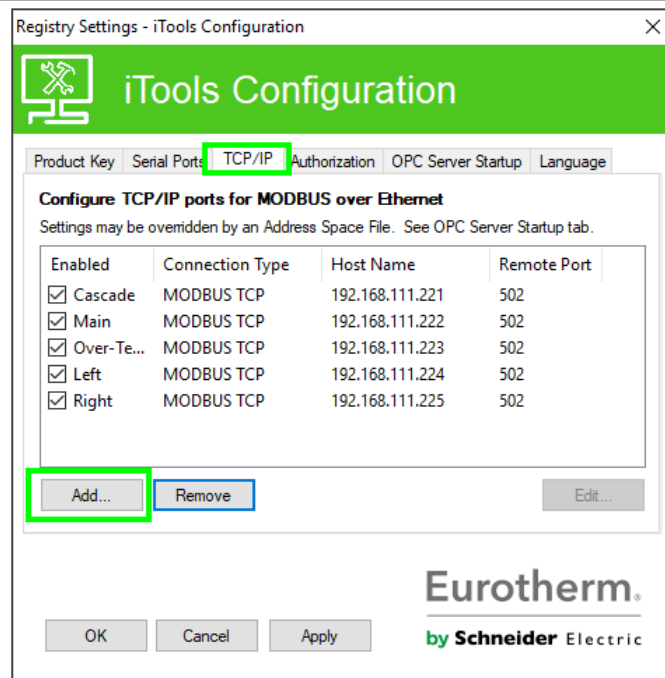 Registry Settings - iTools Configuration
iTools Configuration
Product Key Serial Ports TCP/IP Authorization OPC Server Startup Language
Configure TCP/IP ports for MODBUS over Ethernet
Settings may be overridden by an Address Space File. See OPC Server Startup tab.
Enabled Connection Type Host Name Remote Port
Cascade MODBUS TCP 192.168.111.221 502
Main MODBUS TCP 192.168.111.222 502
Over-Te... MODBUS TCP 192.168.111.223 502
Left MODBUS TCP 192.168.111.224 502
Right MODBUS TCP 192.168.111.225 502
Add... Remove Edit...
Eurotherm®
OK Cancel Apply by Schneider Electric